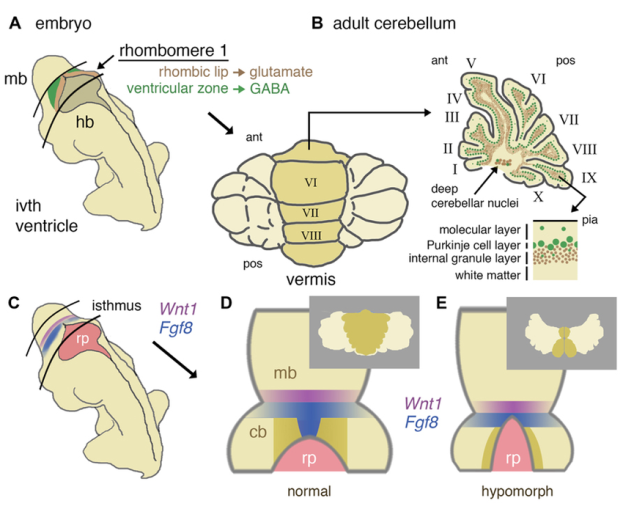 A embryo
rhombomere 1
rhombic lip → glutamate
ventricular zone → GABA
mb
hb
ivth
ventricle
B adult cerebellum
ant
pos
V
VI
IV
III
VII
II
VIII
I
IX
X
deep
cerebellar nuclei
pia
molecular layer
Purkinje cell layer
internal granule layer
white matter
ant
VI
VII
VIII
pos
vermis
C
isthmus
Wnt1
Fgf8
rp
D
mb
cb
rp
normal
Wnt1
Fgf8
E
rp
hypomorph